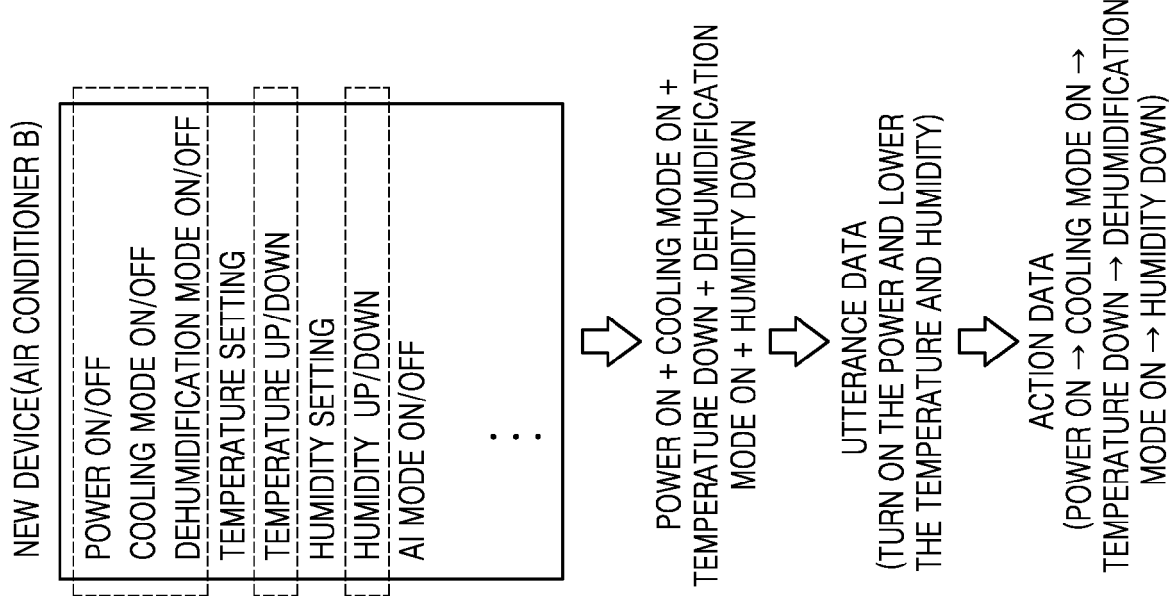 NEW DEVICE(AIR CONDITIONER B)
POWER ON/OFF
COOLING MODE ON/OFF
DEHUMIDIFICATION MODE ON/OFF
TEMPERATURE SETTING
TEMPERATURE UP/DOWN
HUMIDITY SETTING
HUMIDITY UP/DOWN
AI MODE ON/OFF
. . .
POWER ON + COOLING MODE ON +
TEMPERATURE DOWN + DEHUMIDIFICATION
MODE ON + HUMIDITY DOWN
UTTERANCE DATA
(TURN ON THE POWER AND LOWER
THE TEMPERATURE AND HUMIDITY)
ACTION DATA
(POWER ON → COOLING MODE ON →
TEMPERATURE DOWN → DEHUMIDIFICATION
MODE ON → HUMIDITY DOWN)